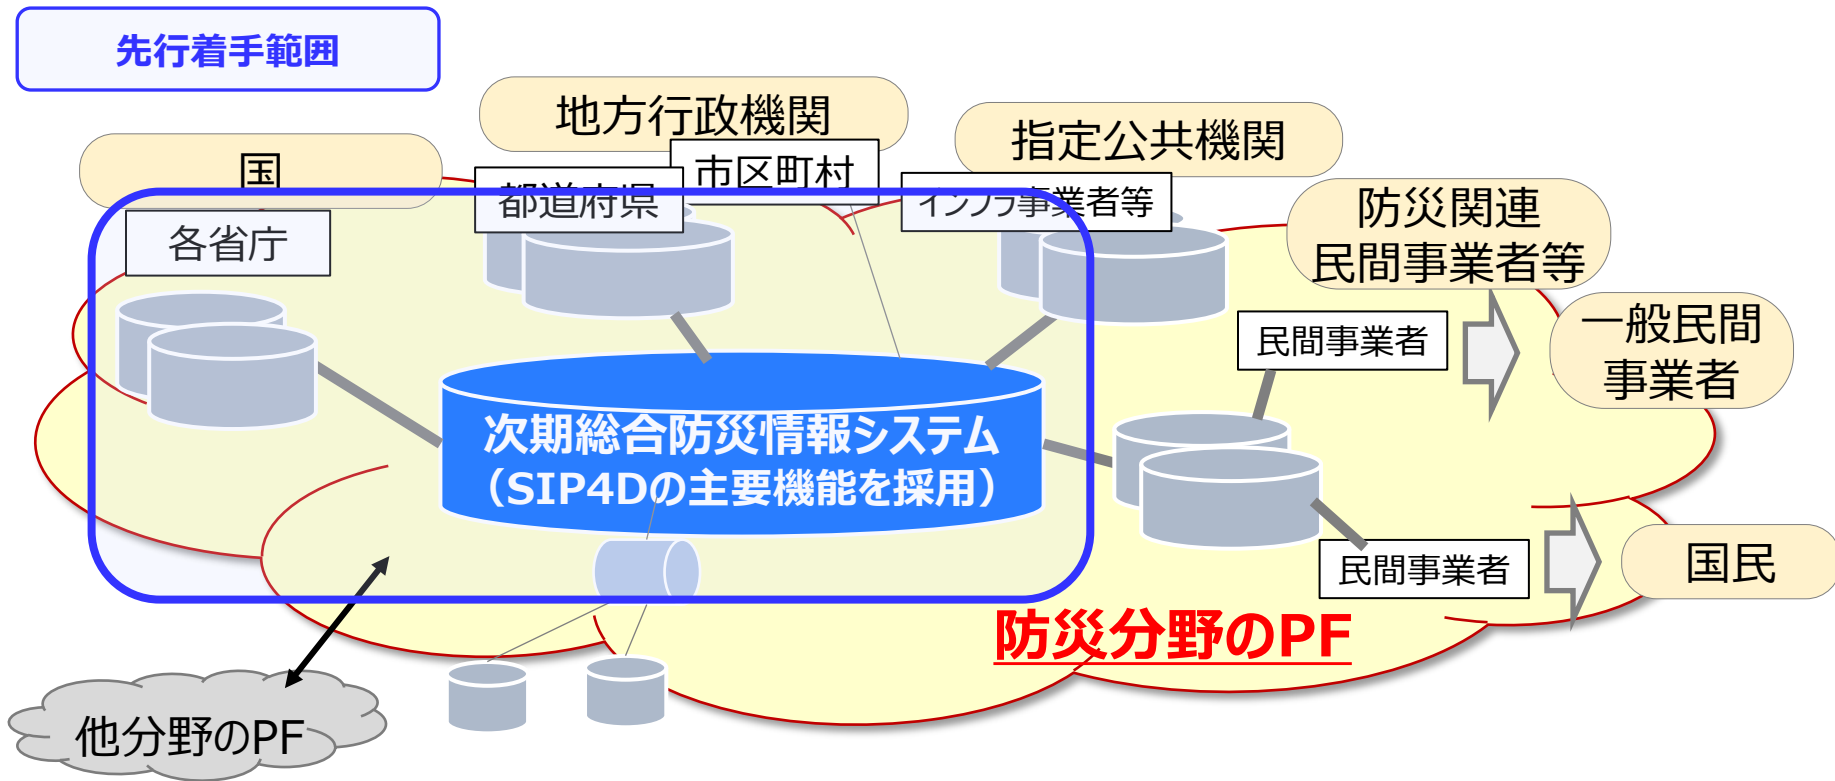 先行着手範囲
地方行政機関
指定公共機関
国
市区町村
都道府県
インフラ事業者等
各省庁
防災関連
民間事業者等
一般民間
事業者
民間事業者
次期総合防災情報システム
（SIP4Dの主要機能を採用）
民間事業者
国民
防災分野のPF
他分野のPF